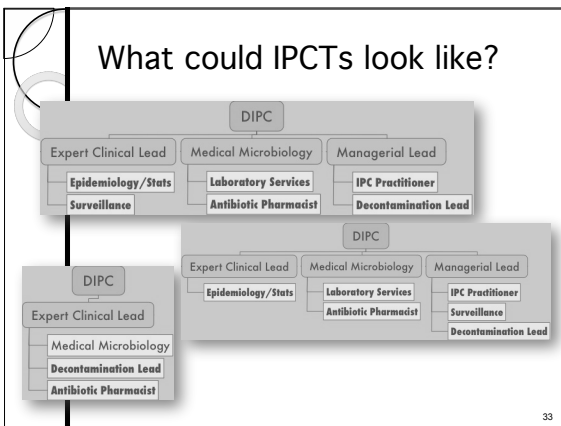 What could IPCTs look like?
DIPC
Expert Clinical Lead Medical Microbiology Managerial Lead
Epidemiology/Stats Laboratory Services IPC Practitioner
Surveillance Antibiotic Pharmacist Decontamination Lead
DIPC
Expert Clinical Lead Medical Microbiology Managerial Lead
Epidemiology/Stats Laboratory Services IPC Practitioner
Antibiotic Pharmacist Surveillance
Decontamination Lead
DIPC
Expert Clinical Lead
Medical Microbiology
Decontamination Lead
Antibiotic Pharmacist
33